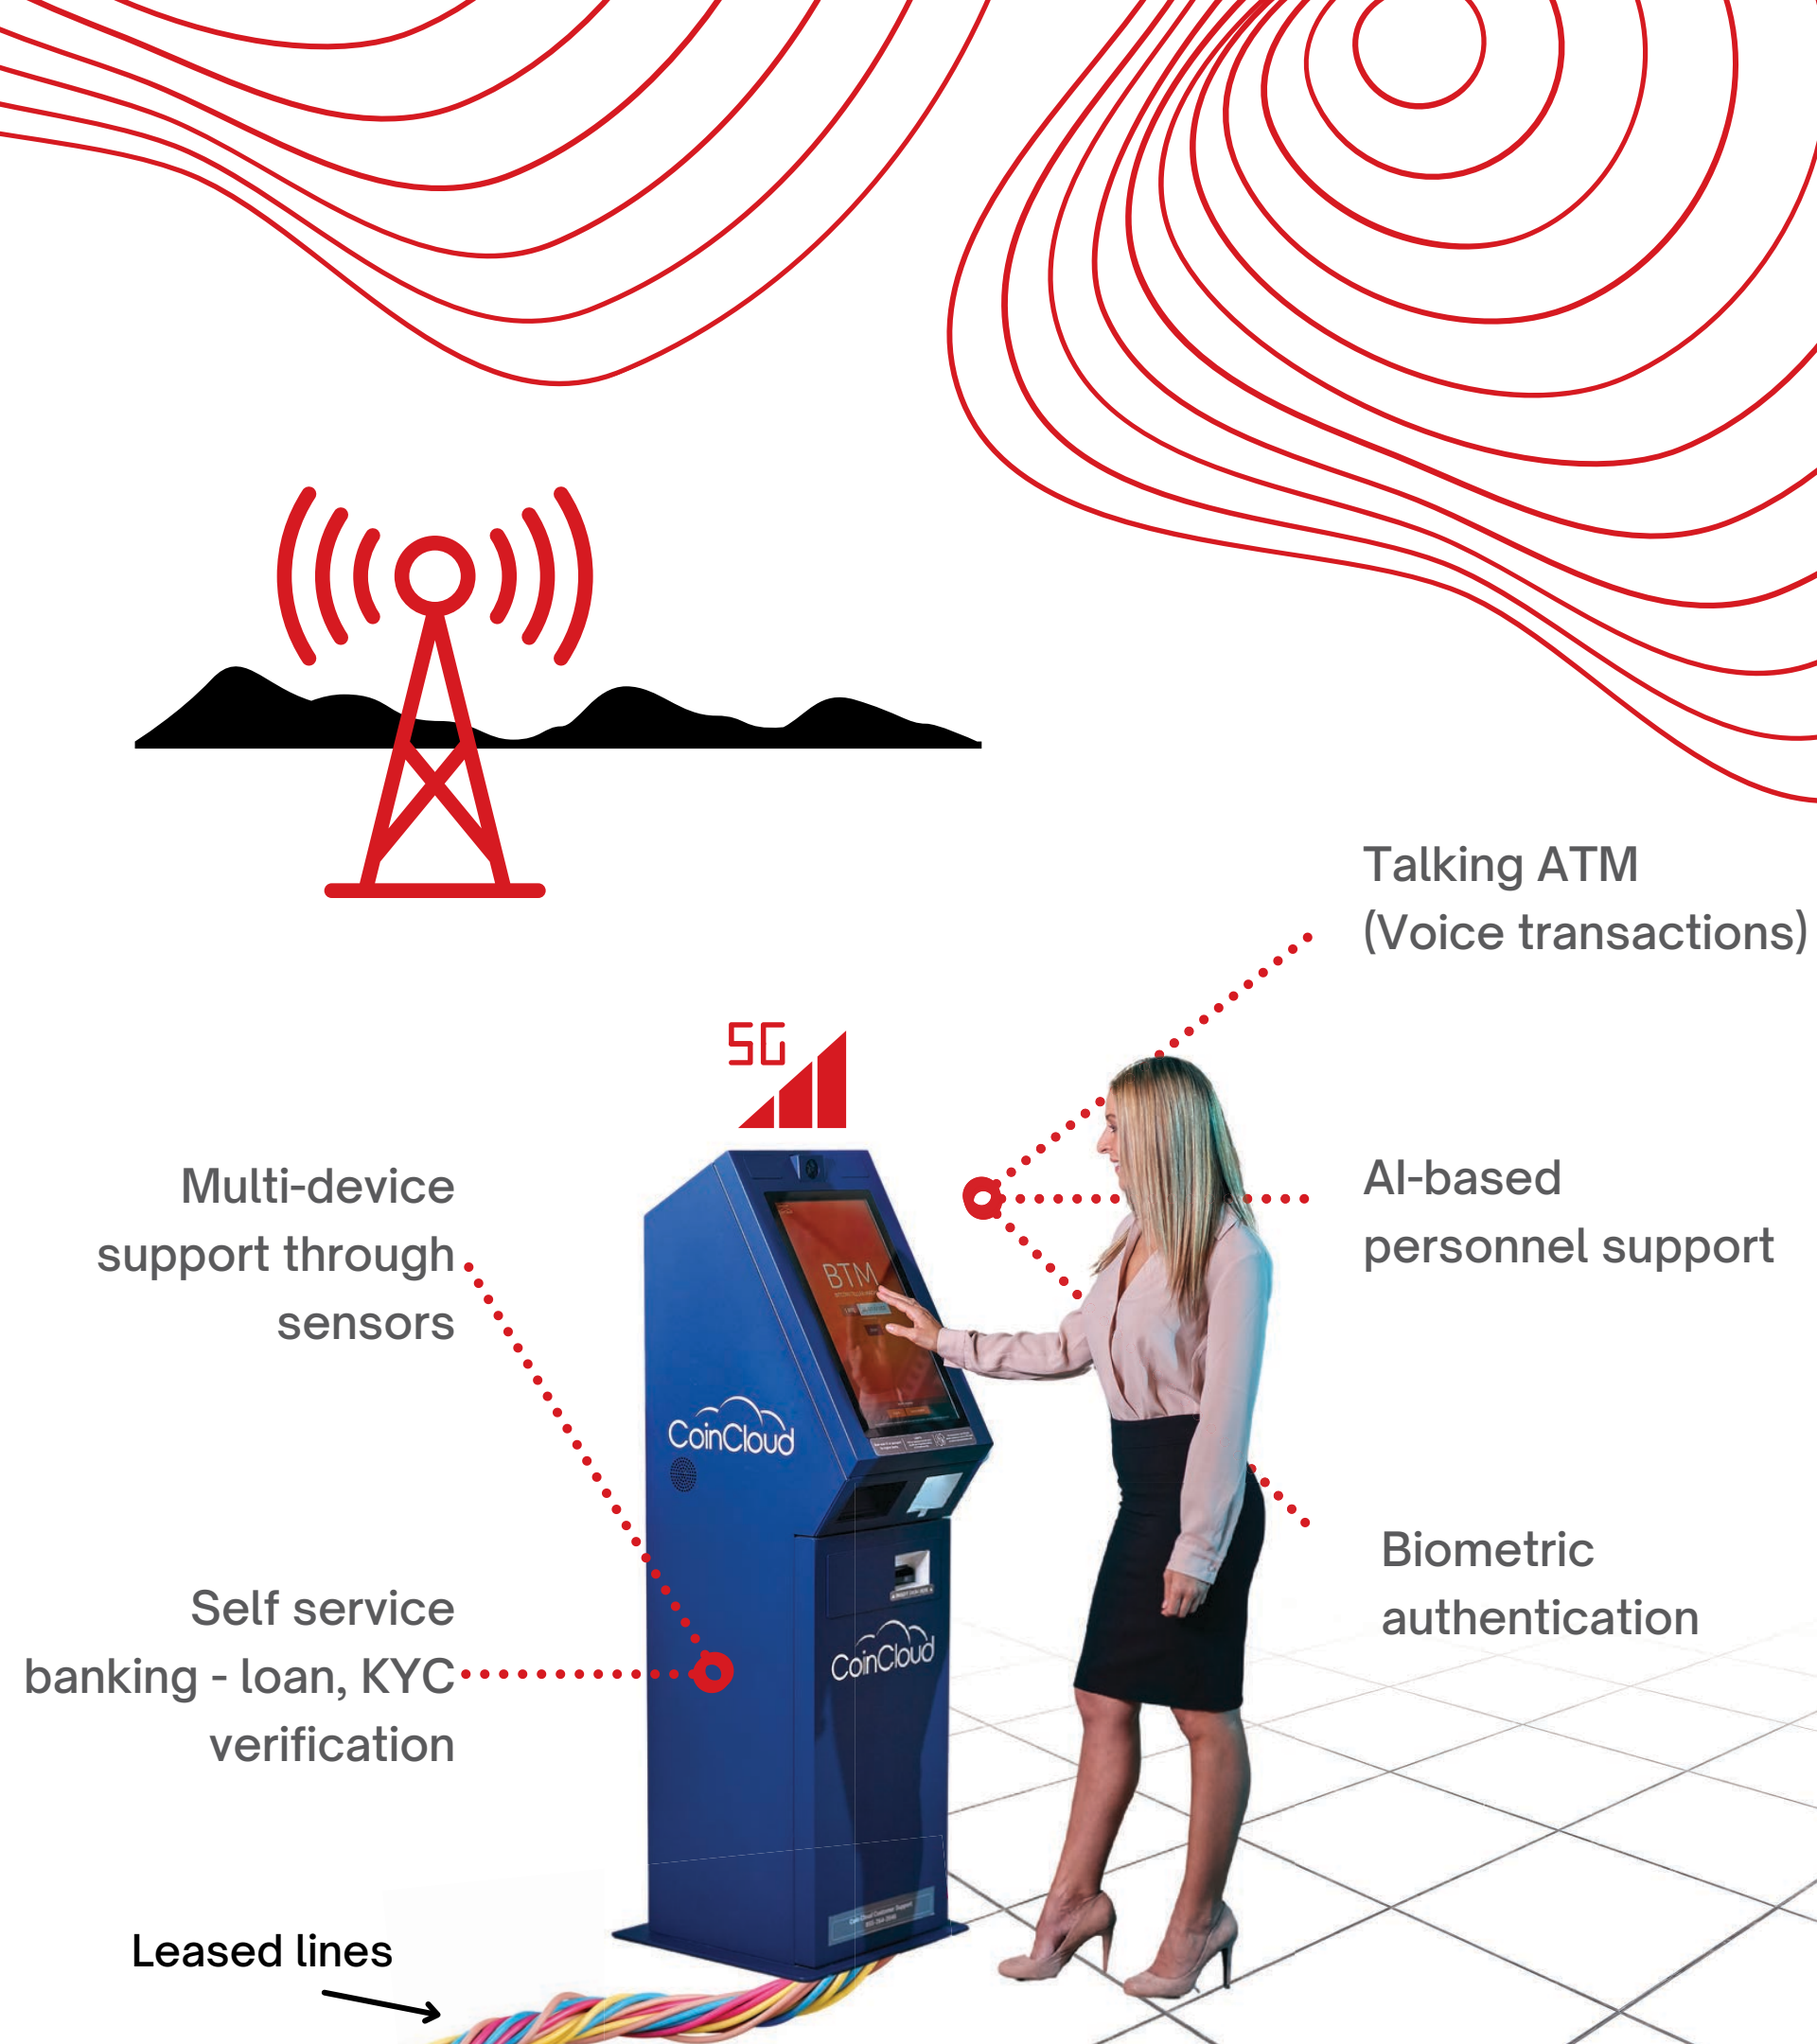 Talking ATM
(Voice transactions)
5G
Multi-device
support through
sensors
AI-based
personnel support
BTM
CoinCloud
Self service
banking - loan, KYC
verification
Biometric
authentication
CoinCloud
Leased lines